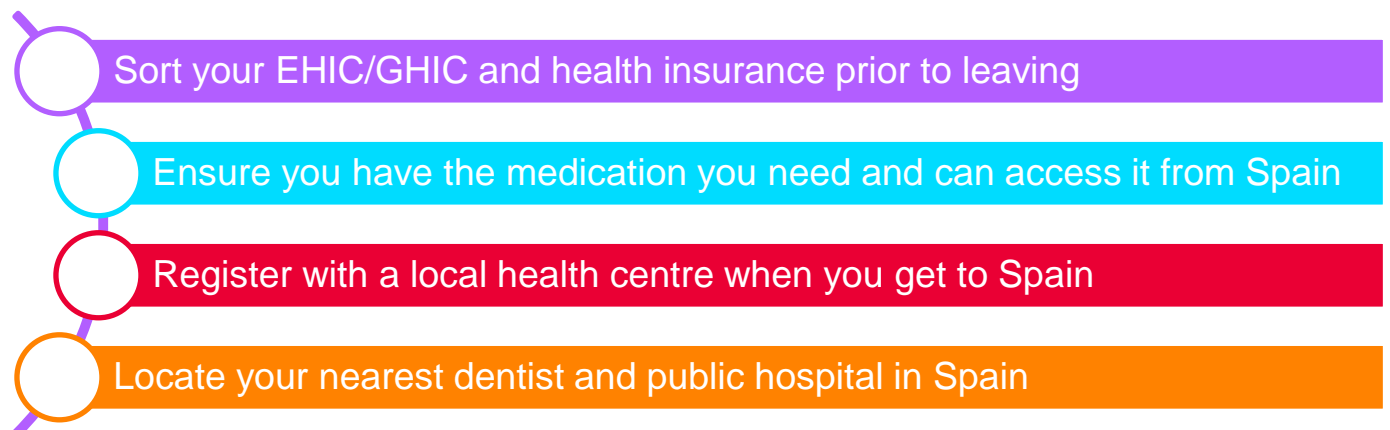 Sort your EHIC/GHIC and health insurance prior to leaving
Ensure you have the medication you need and can access it from Spain
Register with a local health centre when you get to Spain
Locate your nearest dentist and public hospital in Spain